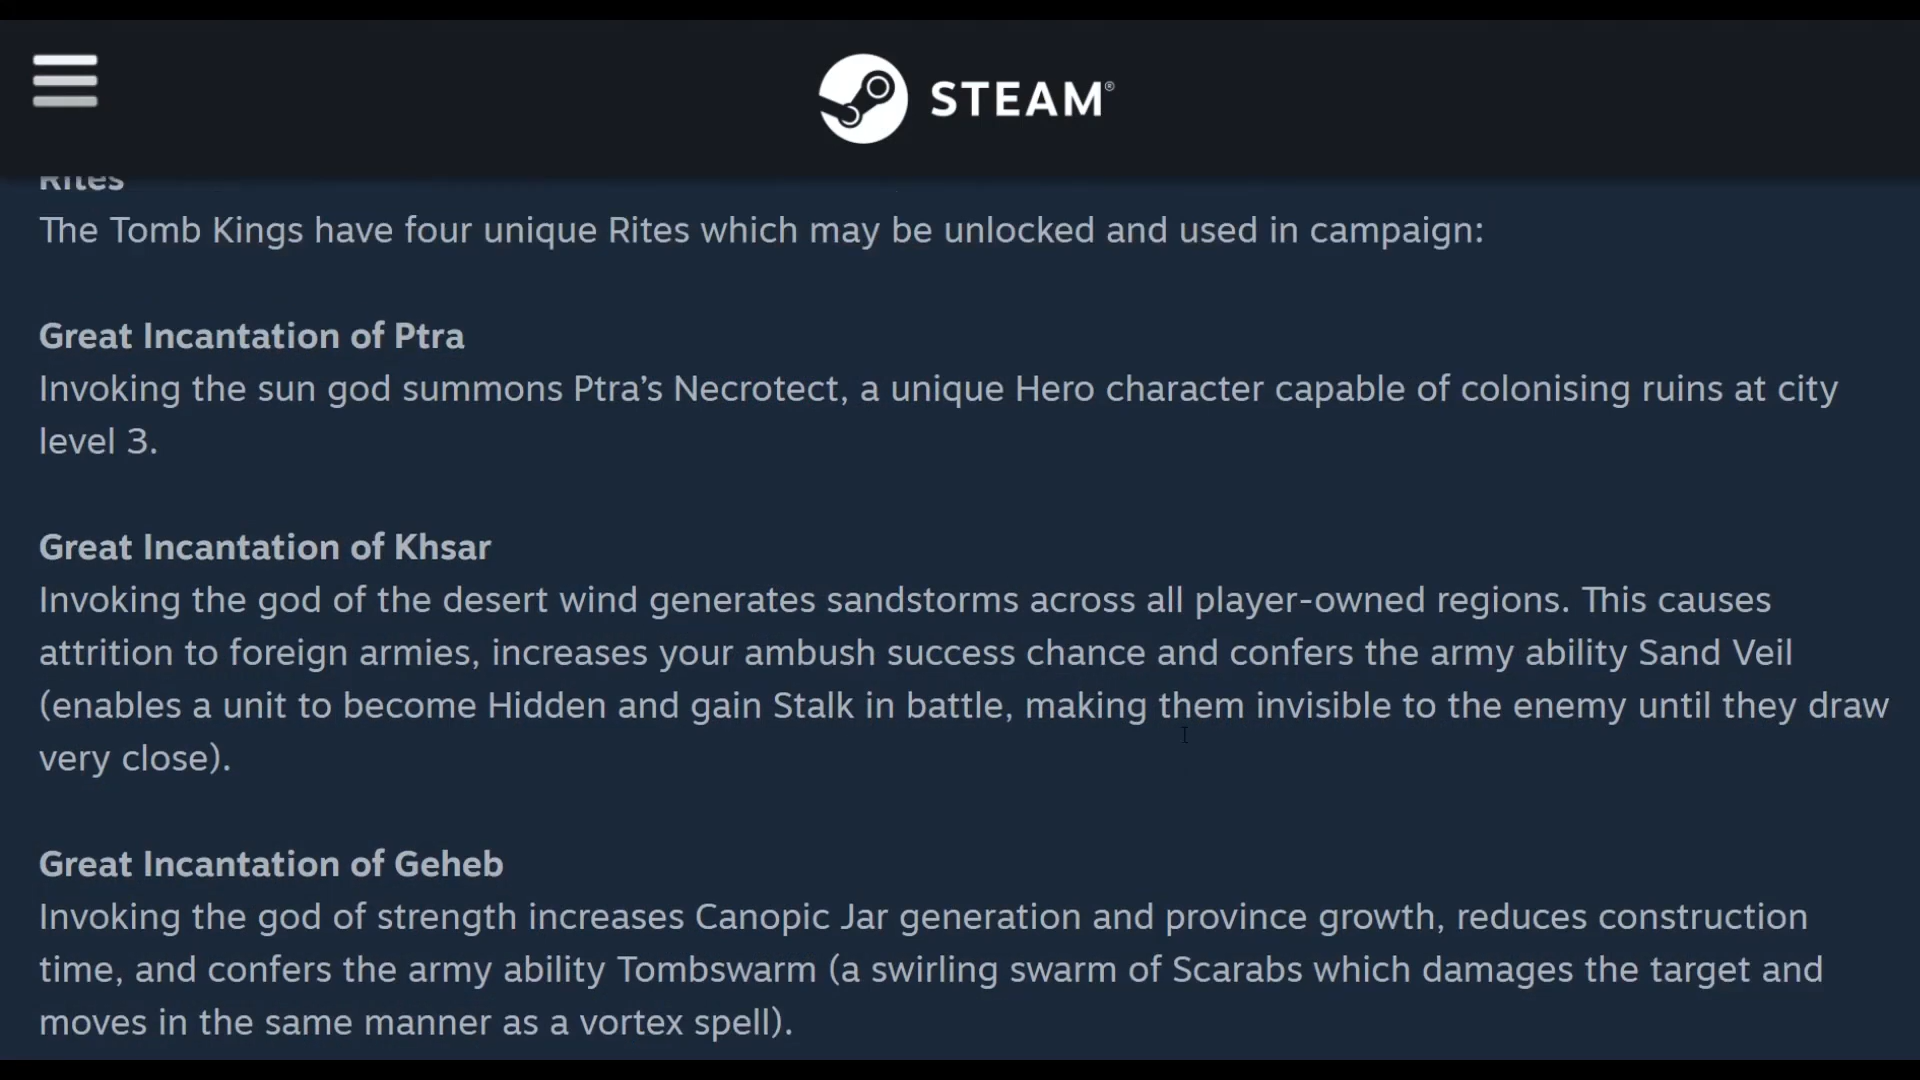 STEAM®
Rites
The Tomb Kings have four unique Rites which may be unlocked and used in campaign:
Great Incantation of Ptra
Invoking the sun god summons Ptra’s Necrotect, a unique Hero character capable of colonising ruins at city
level 3.
Great Incantation of Khsar
Invoking the god of the desert wind generates sandstorms across all player-owned regions. This causes
attrition to foreign armies, increases your ambush success chance and confers the army ability Sand Veil
(enables a unit to become Hidden and gain Stalk in battle, making them invisible to the enemy until they draw
very close).
Great Incantation of Geheb
Invoking the god of strength increases Canopic Jar generation and province growth, reduces construction
time, and confers the army ability Tombswarm (a swirling swarm of Scarabs which damages the target and
moves in the same manner as a vortex spell).